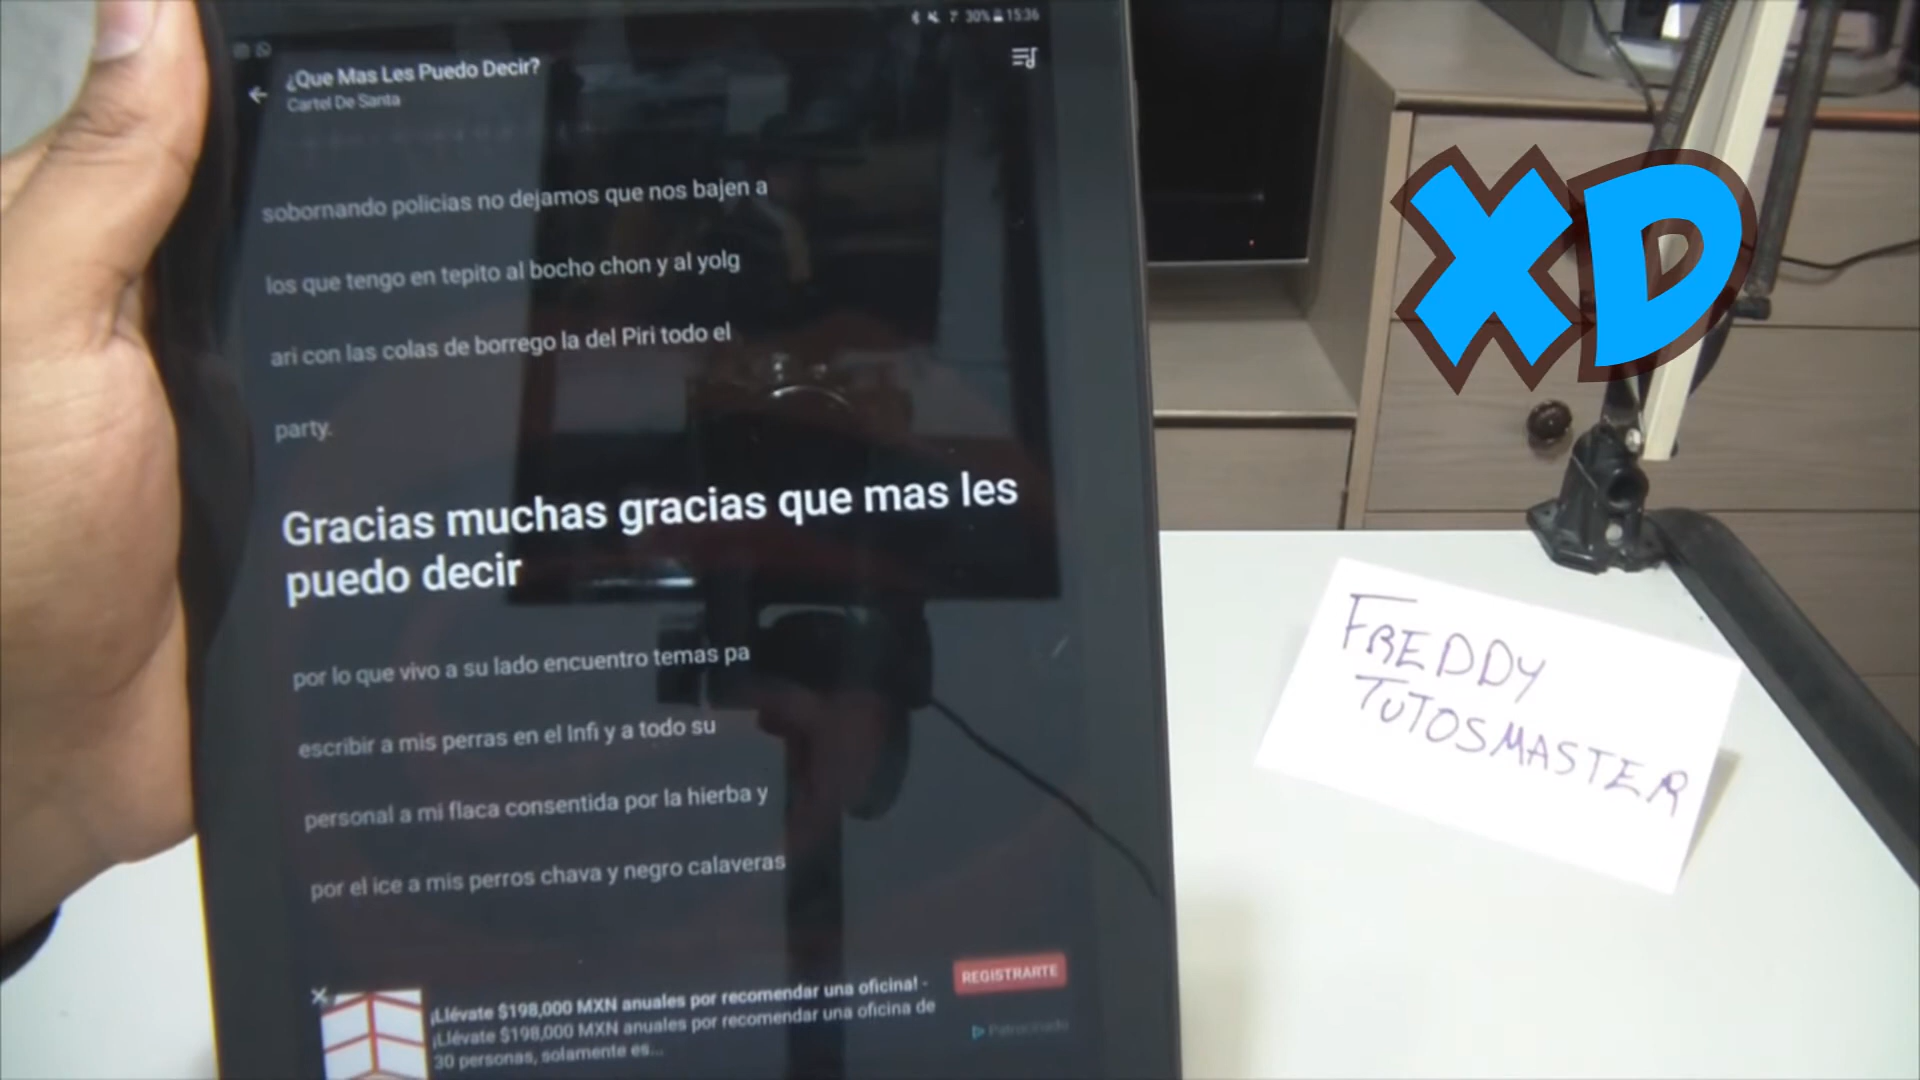 30% 15:36
¿Que Mas Les Puedo Decir?
Cartel De Santa
sobornando policias no dejamos que nos bajen a
los que tengo en tepito al bocho chon y al yolg
ari con las colas de borrego la del Piri todo el
party.
Gracias muchas gracias que mas les
puedo decir
por lo que vivo a su lado encuentro temas pa
escribir a mis perras en el Infi y a todo su
personal a mi flaca consentida por la hierba y
por el ice a mis perros chava y negro calaveras
¡Llévate $198,000 MXN anuales por recomendar una oficina! -
¡Llévate $198,000 MXN anuales por recomendar una oficina de
30 personas, solamente es...
REGISTRARTE
Patrocinado
XD
FREDDY
TUTOSMASTER